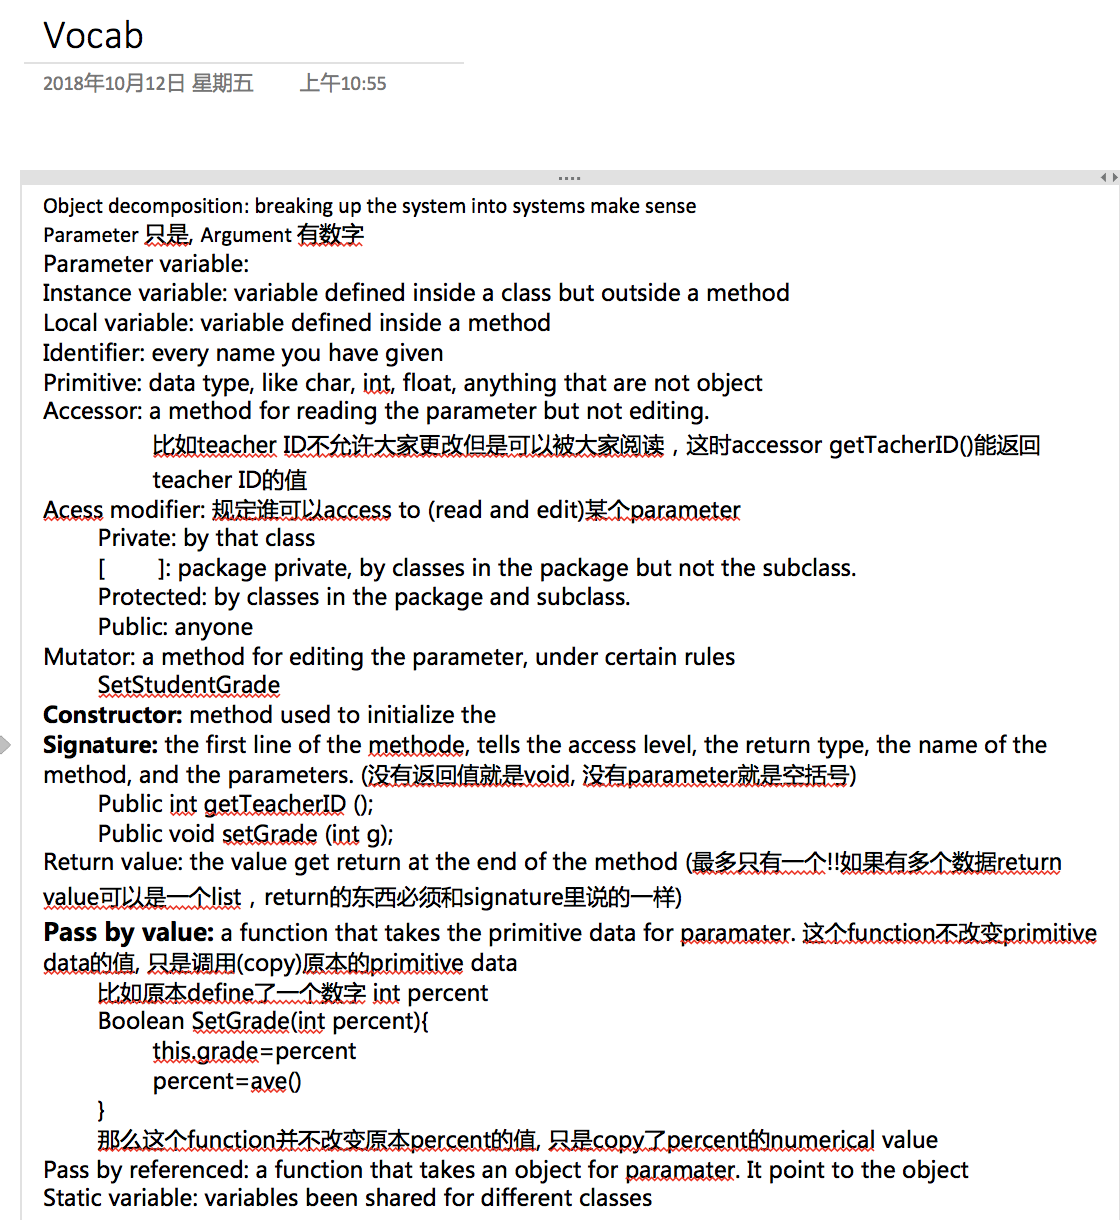 Vocab
2018年10月12日 星期五 上午10:55
Object decomposition: breaking up the system into systems make sense
Parameter 只是, Argument 有数字
Parameter variable:
Instance variable: variable defined inside a class but outside a method
Local variable: variable defined inside a method
Identifier: every name you have given
Primitive: data type, like char, int, float, anything that are not object
Accessor: a method for reading the parameter but not editing.
比如teacher ID不允许大家更改但是可以被大家阅读，这时accessor getTacherID()能返回
teacher ID的值
Acess modifier: 规定谁可以access to (read and edit)某个parameter
Private: by that class
[ ]: package private, by classes in the package but not the subclass.
Protected: by classes in the package and subclass.
Public: anyone
Mutator: a method for editing the parameter, under certain rules
SetStudentGrade
Constructor: method used to initialize the
Signature: the first line of the methode, tells the access level, the return type, the name of the
method, and the parameters. (没有返回值就是void, 没有parameter就是空括号)
Public int getTeacherID ();
Public void setGrade (int g);
Return value: the value get return at the end of the method (最多只有一个!!如果有多个数据return
value可以是一个list，return的东西必须和signature里说的一样)
Pass by value: a function that takes the primitive data for paramater. 这个function不改变primitive
data的值, 只是调用(copy)原本的primitive data
比如原本define了一个数字 int percent
Boolean SetGrade(int percent){
this.grade=percent
percent=ave()
}
那么这个function并不改变原本percent的值, 只是copy了percent的numerical value
Pass by referenced: a function that takes an object for paramater. It point to the object
Static variable: variables been shared for different classes